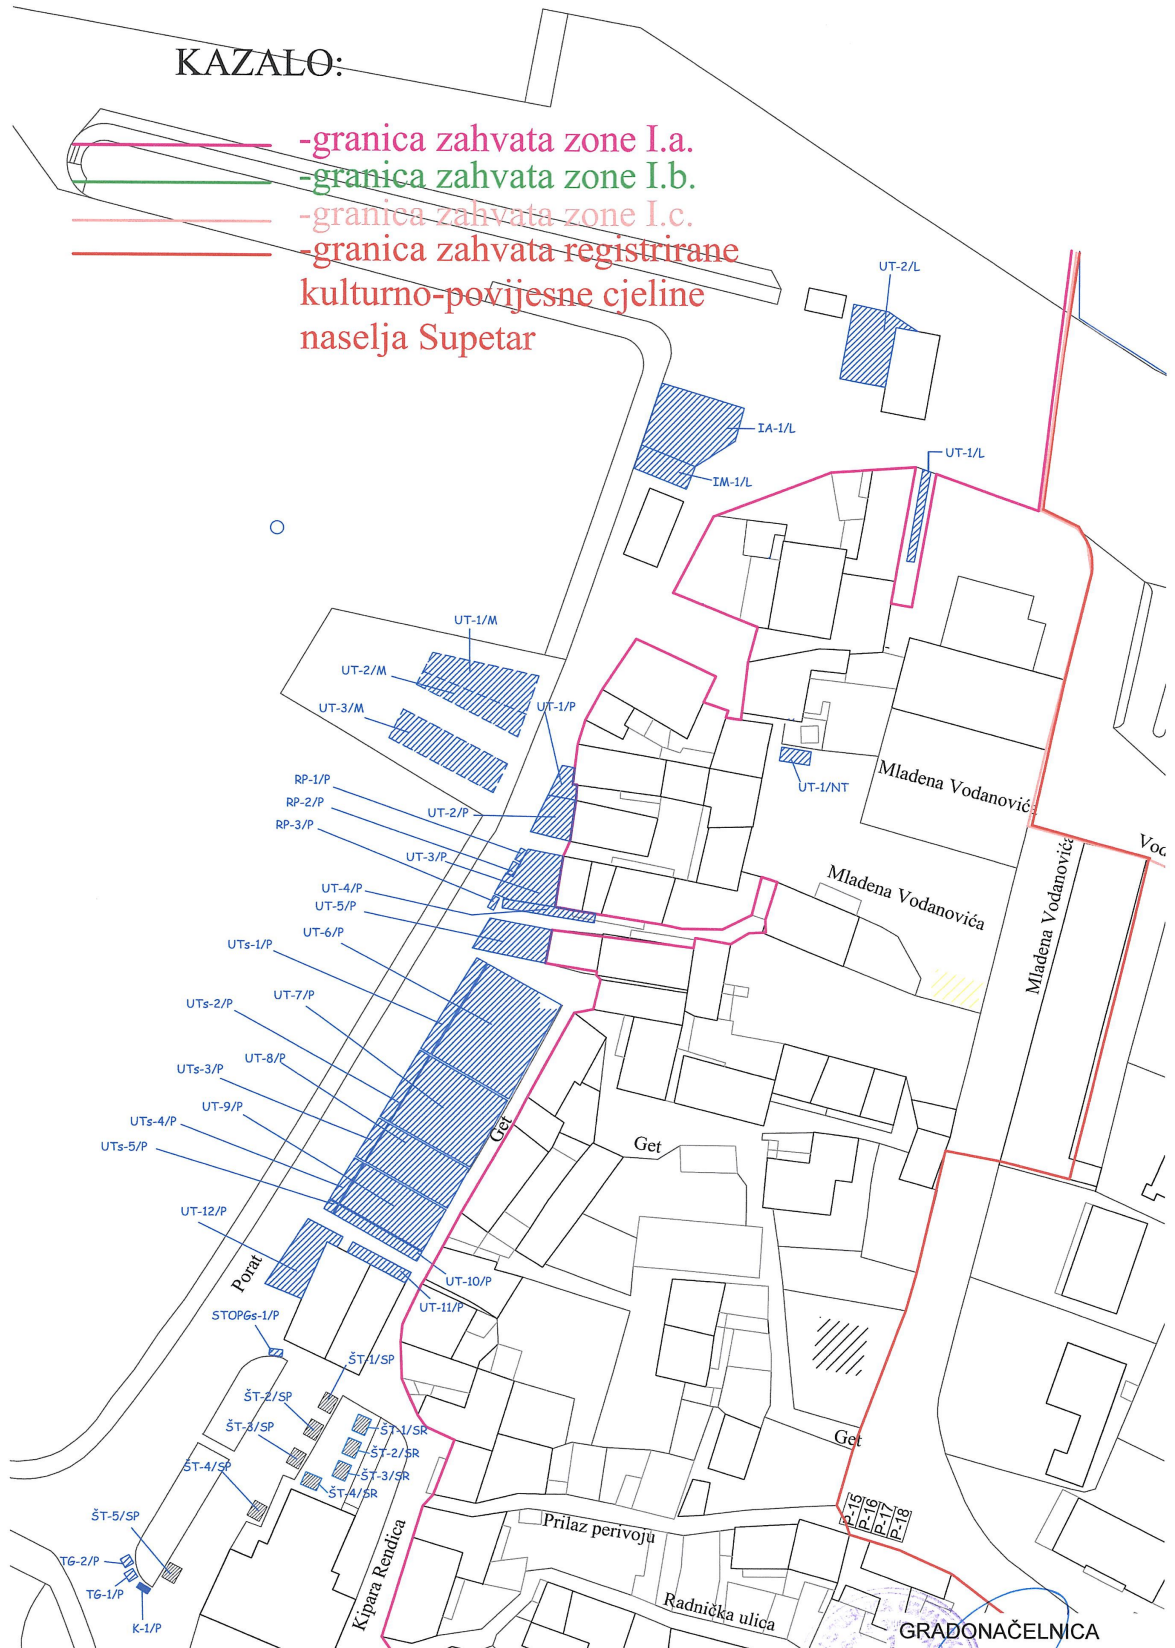 KAZALO:
-granica zahvata zone I.a.
-granica zahvata zone I.b.
-granica zahvata zone I.c.
-granica zahvata registrirane
kulturno-povijesne cjeline
naselja Supetar
UT-2/L
IA-1/L
UT-1/L
IM-1/L
UT-1/M
UT-2/M
UT-3/M
UT-1/P
RP-1/P
RP-2/P
RP-3/P
UT-2/P
UT-1/NT
Mladena Vodanovića
UT-3/P
UT-4/P
UT-5/P
Mladena Vodanovića
Mladena Vodanovića
UT-6/P
UTs-1/P
UT-7/P
UTs-2/P
UT-8/P
UTs-3/P
UT-9/P
UTs-4/P
UTs-5/P
Get
Get
UT-12/P
Porat
UT-10/P
UT-11/P
STOPGs-1/P
ŠT-1/SP
ŠT-2/SP
ŠT-3/SP
ŠT-1/SR
ŠT-2/SR
ŠT-3/SR
ŠT-4/SR
ŠT-4/SP
Get
ŠT-5/SP
P-15
P-16
P-17
P-18
Prilaz perivoju
TG-2/P
TG-1/P
K-1/P
Kipara Rendica
Radnička ulica
GRADONAČELNICA